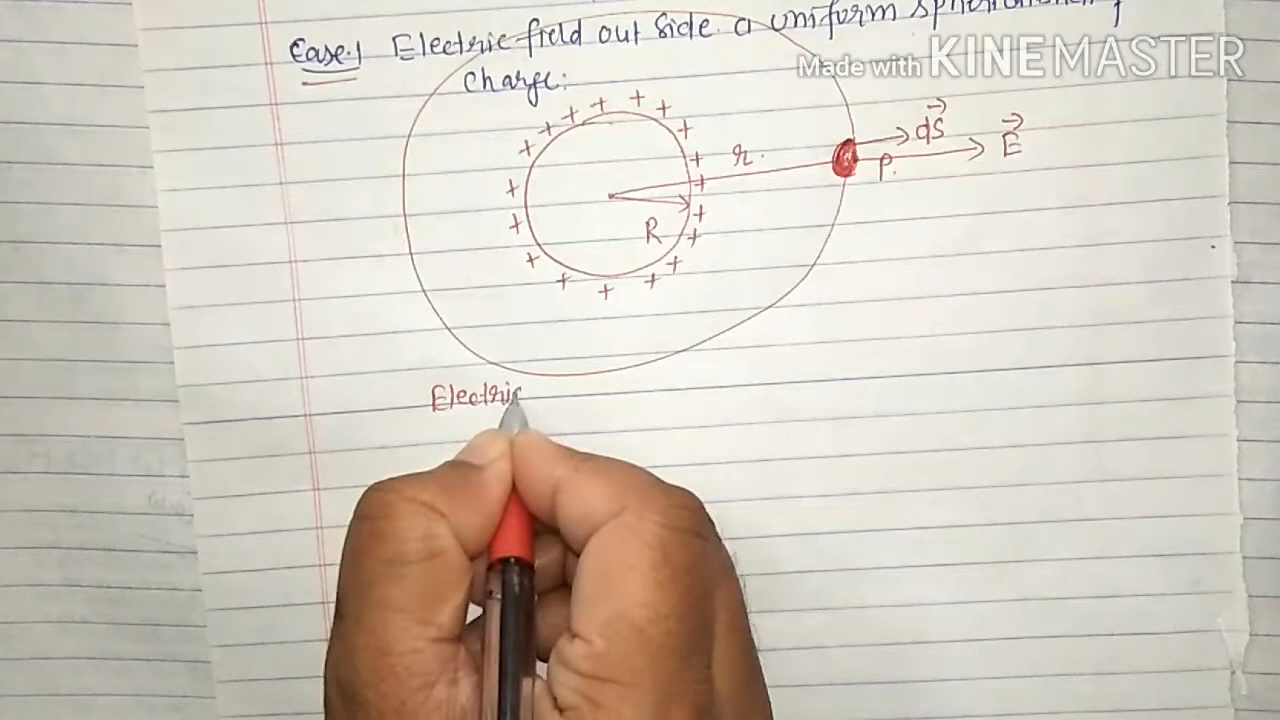 Case:1 Electric field out side a uniform
charge:
Made with KINEMASTER
dS
E
r.
P.
R
Electric